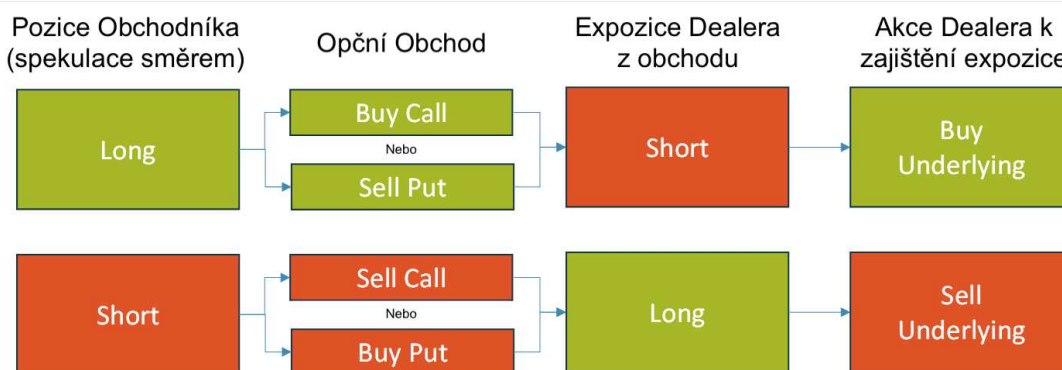 Pozice Obchodníka
(spekulace směrem)
Opční Obchod
Expozice Dealera
z obchodu
Akce Dealera k
zajištění expozice
Long
Buy Call
Nebo
Sell Put
Short
Buy
Underlying
Short
Sell Call
Nebo
Buy Put
Long
Sell
Underlying